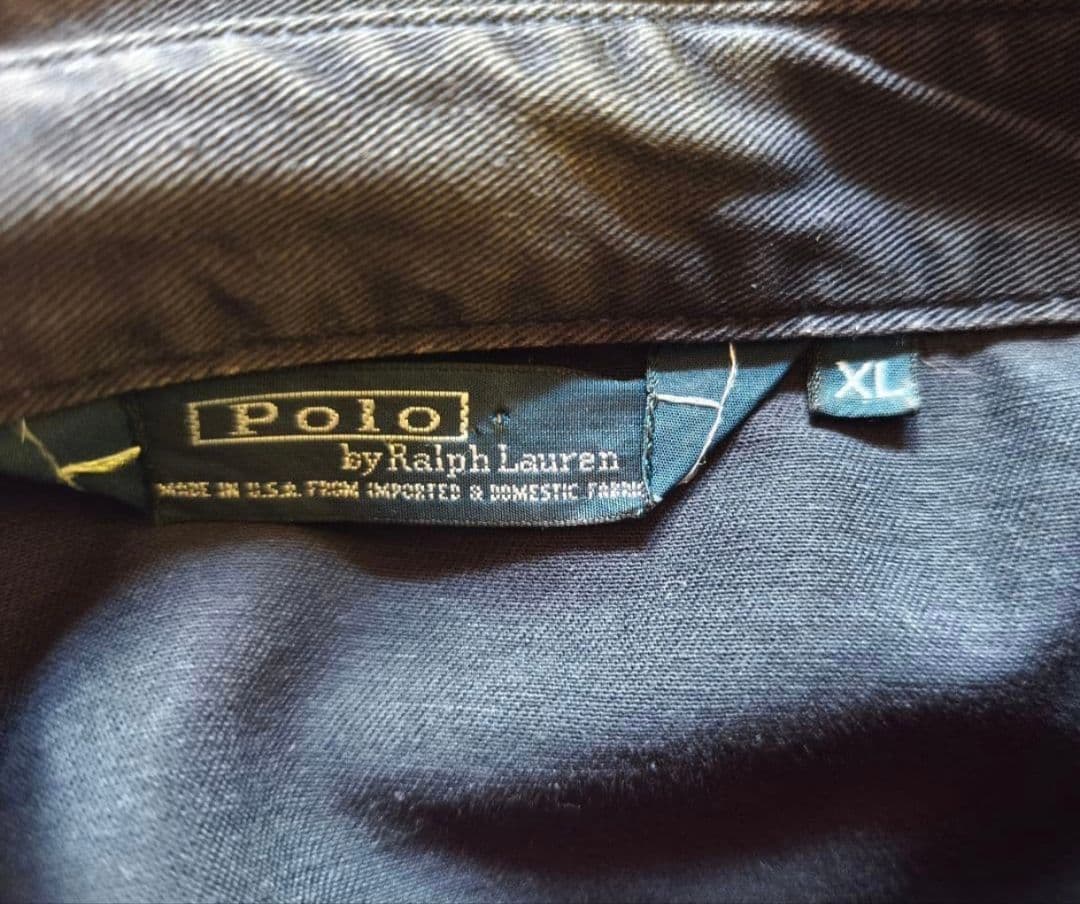 Polo
by Ralph Lauren
MADE IN U.S.A. FROM IMPORTED & DOMESTIC FABRIC
XL